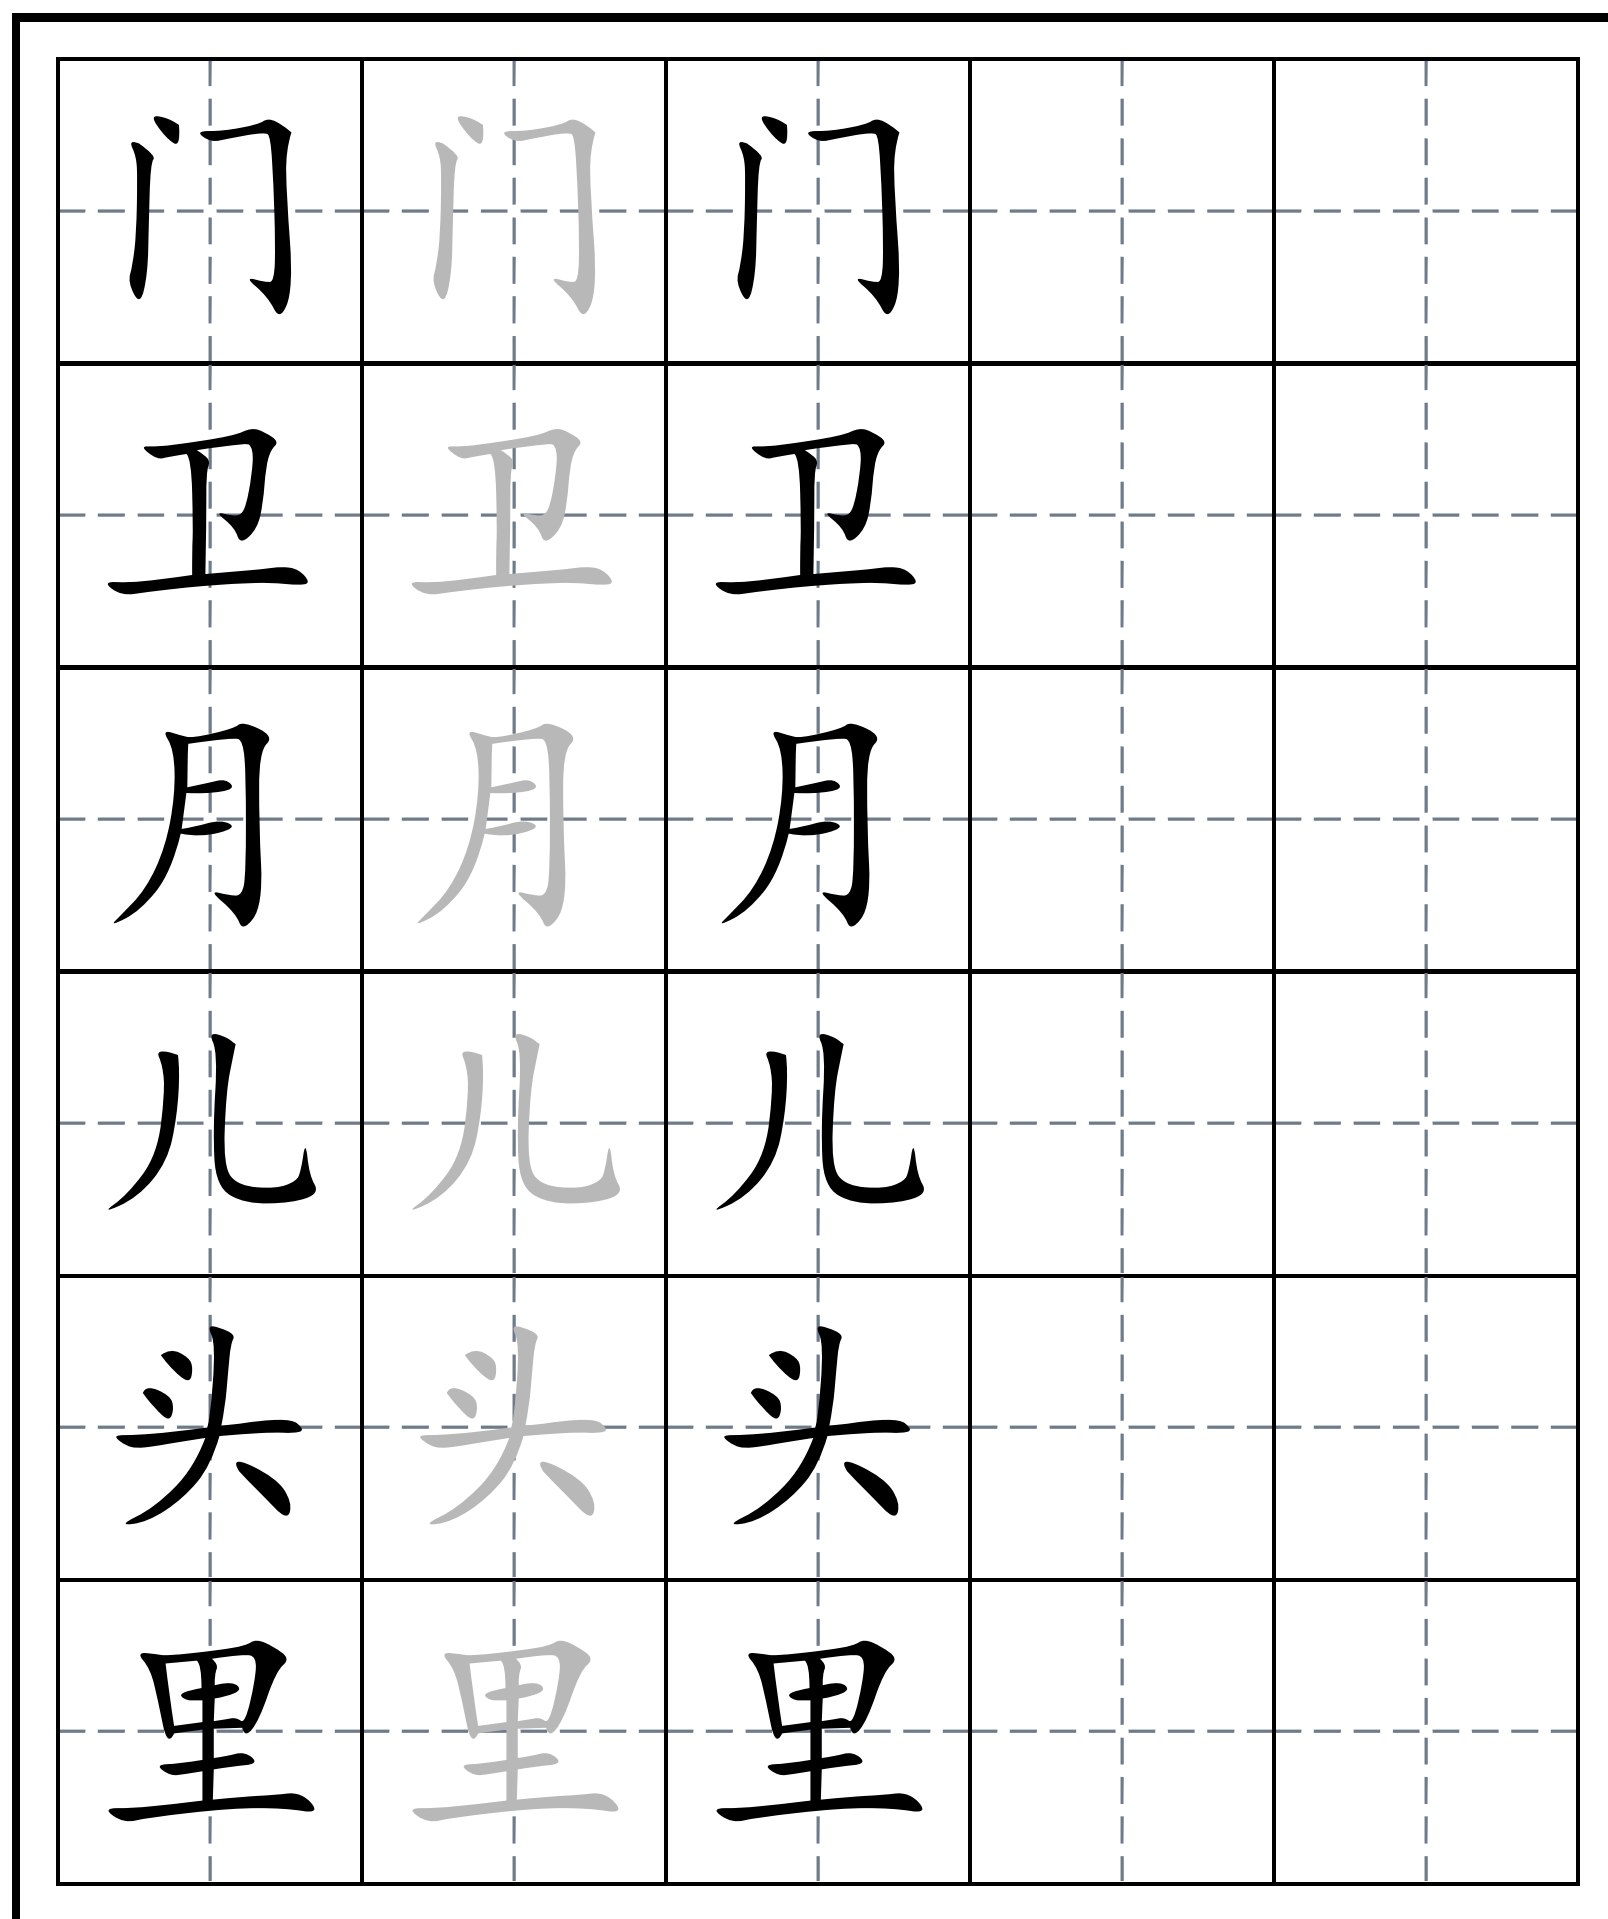 门 门 门
卫 卫 卫
月 月 月
儿 儿 儿
头 头 头
里 里 里